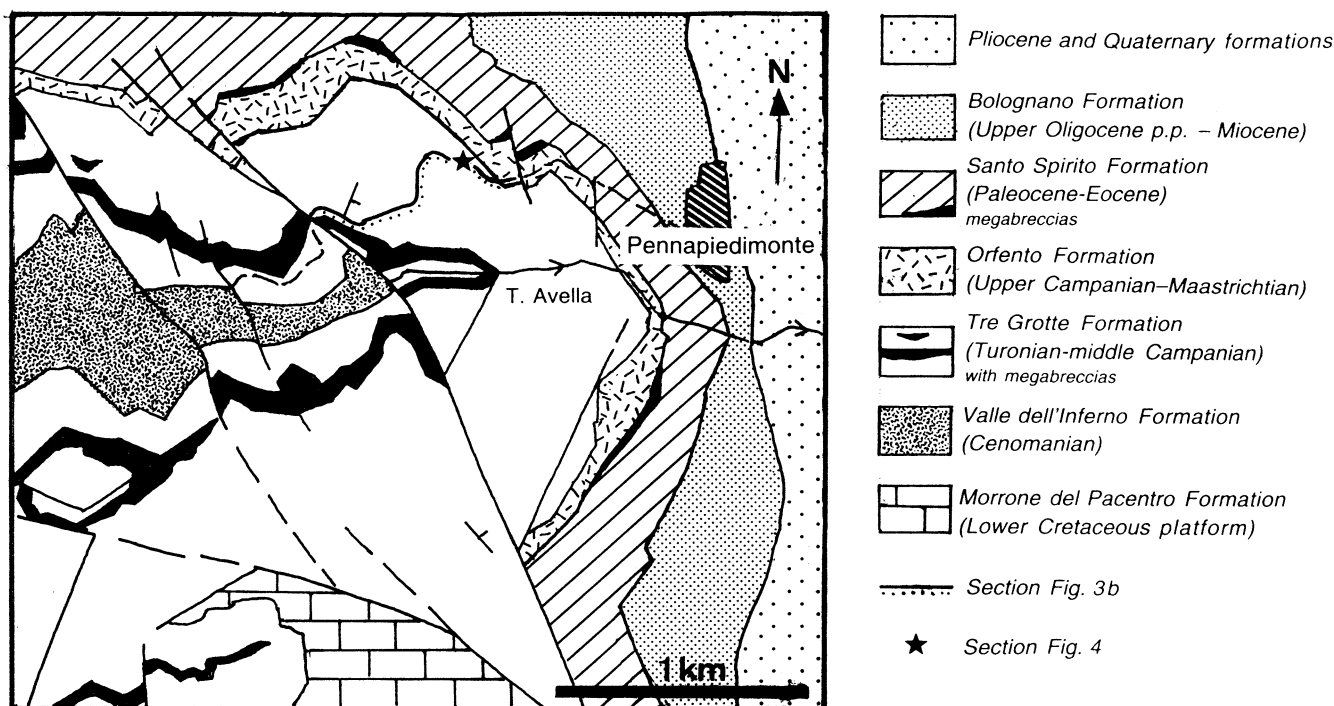 N
Pennapiedimonte
T. Avella
1km
Pliocene and Quaternary formations
Bolognano Formation
(Upper Oligocene p.p. – Miocene)
Santo Spirito Formation
(Paleocene-Eocene)
megabreccias
Orfento Formation
(Upper Campanian–Maastrichtian)
Tre Grotte Formation
(Turonian-middle Campanian)
with megabreccias
Valle dell'Inferno Formation
(Cenomanian)
Morrone del Pacentro Formation
(Lower Cretaceous platform)
Section Fig. 3b
Section Fig. 4